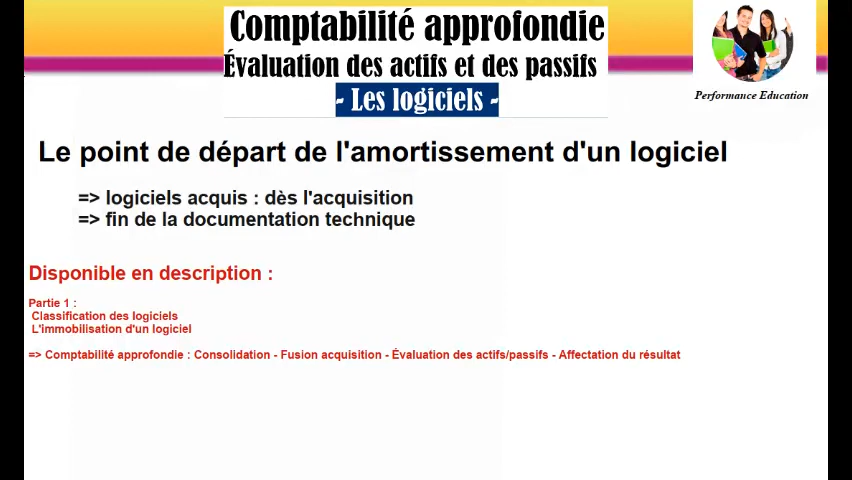 Comptabilité approfondie
Évaluation des actifs et des passifs
- Les logiciels -
Performance Education
Le point de départ de l'amortissement d'un logiciel
=> logiciels acquis : dès l'acquisition
=> fin de la documentation technique
Disponible en description :
Partie 1 :
Classification des logiciels
L'immobilisation d'un logiciel
=> Comptabilité approfondie : Consolidation - Fusion acquisition - Évaluation des actifs/passifs - Affectation du résultat